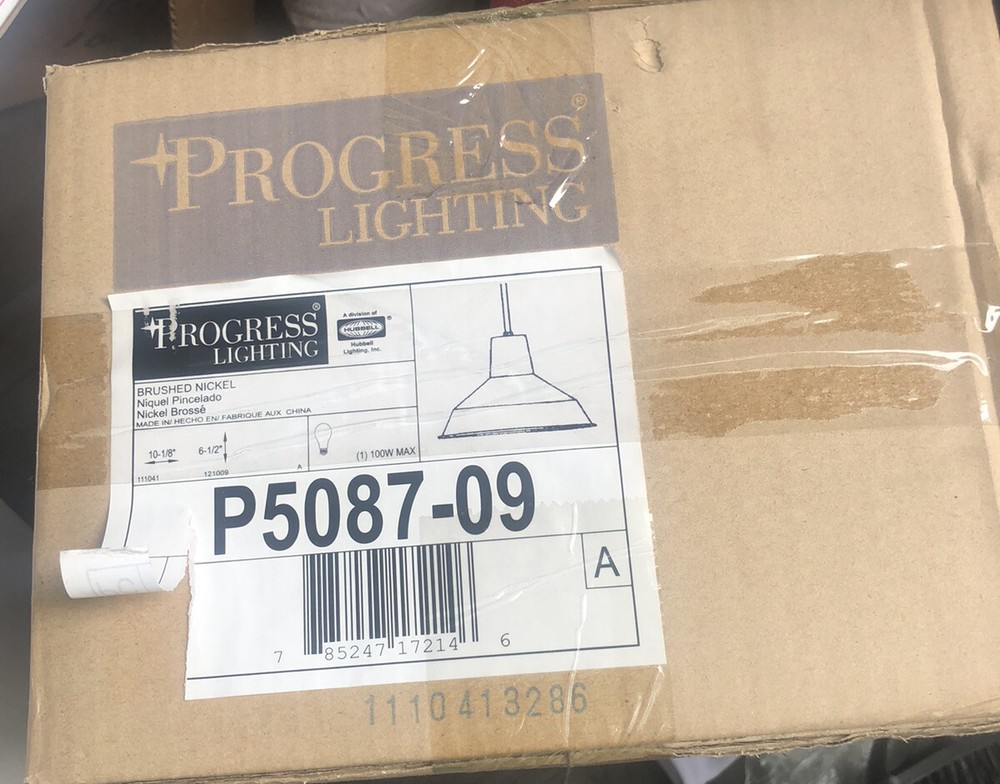 PROGRESS®
LIGHTING
PROGRESS®
LIGHTING
A division of
HUBBELL®
Hubbell
Lighting, Inc.
BRUSHED NICKEL
Niquel Pincelado
Nickel Brossé
MADE IN/ HECHO EN/ FABRIQUE AUX CHINA
10-1/8"
6-1/2"
(1) 100W MAX
111041
121009
A
P5087-09
A
7 85247 17214 6
1110413286